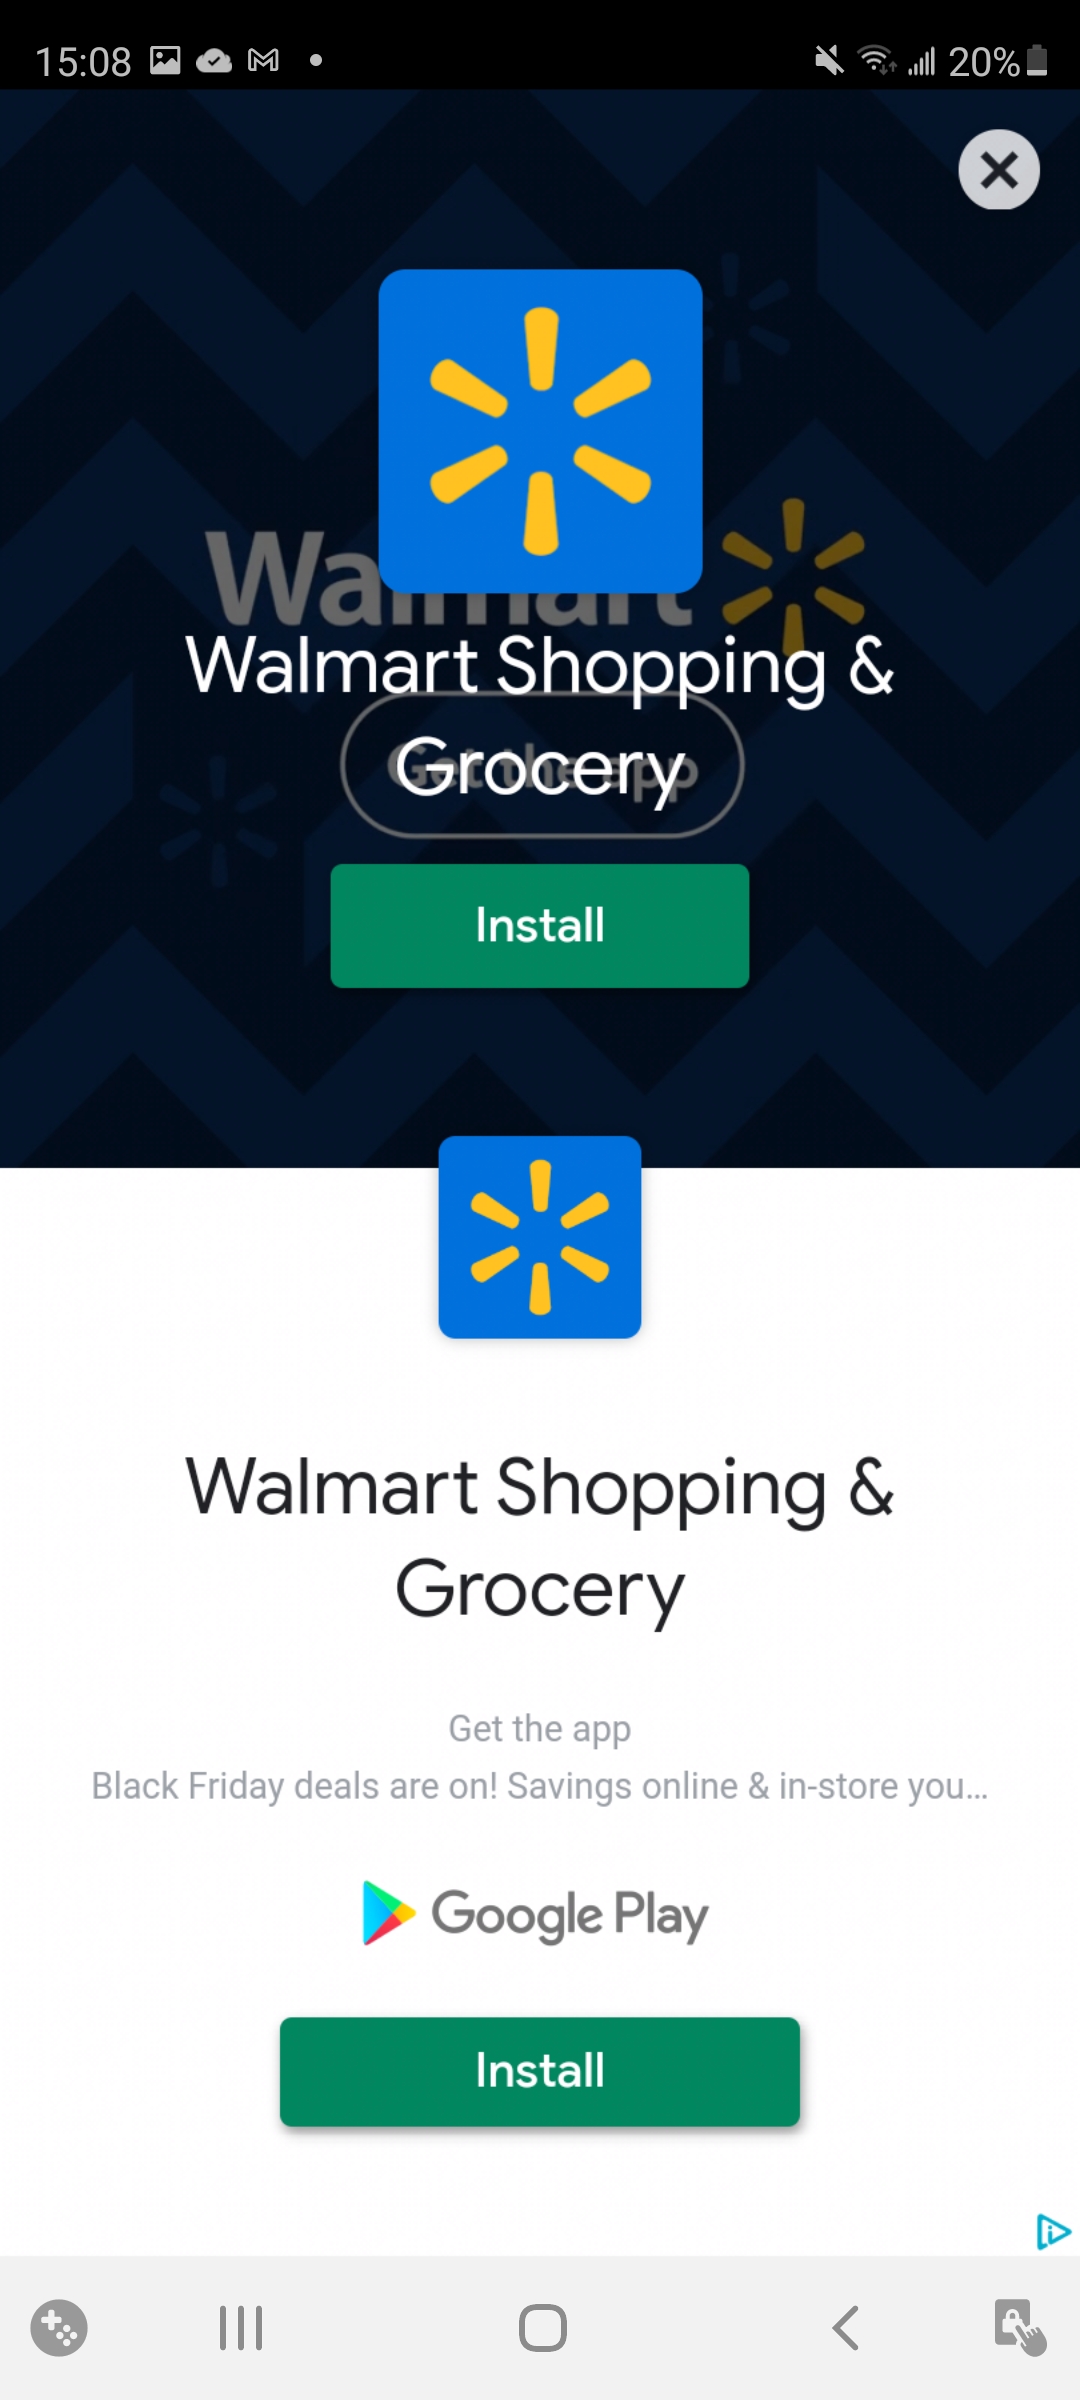 15:08
20%
Walmart
Walmart Shopping &
Grocery
Get the app
Install
Walmart Shopping &
Grocery
Get the app
Black Friday deals are on! Savings online & in-store you…
Google Play
Install